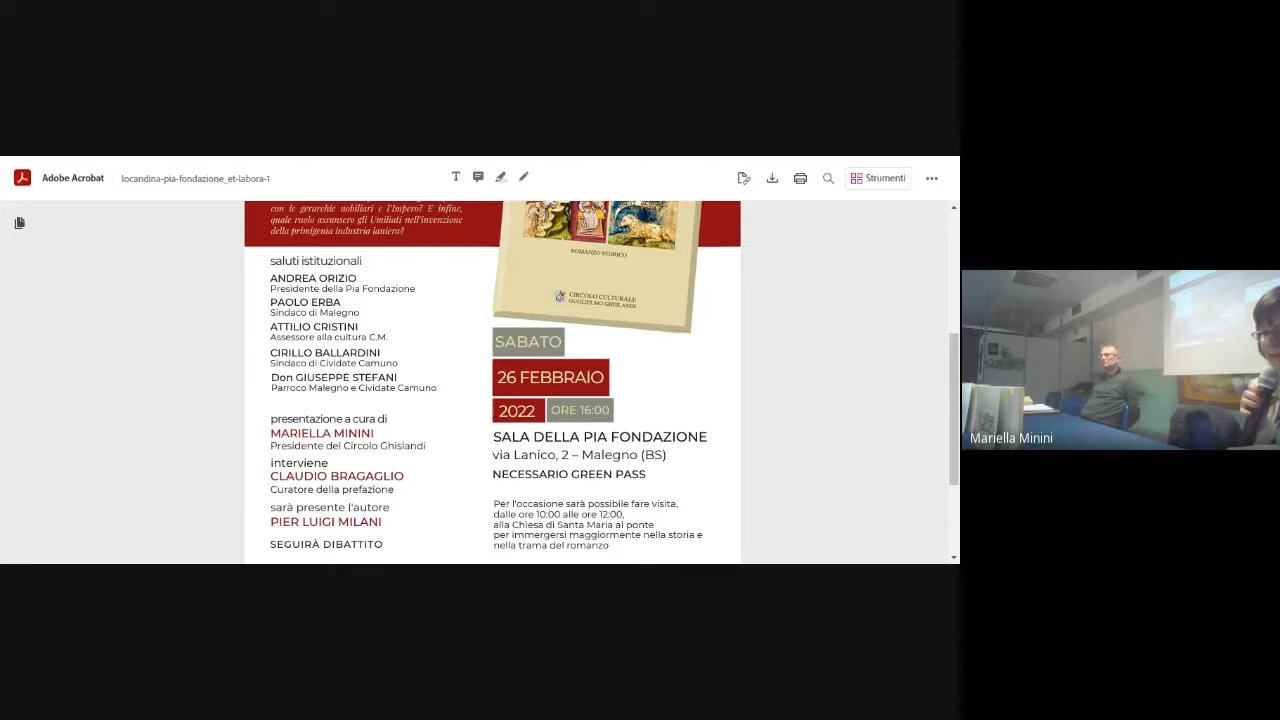 Adobe Acrobat
locandina-pia-fondazione_et-labora-1
Strumenti
con le gerarchie nobiliari e l'Impero? E infine,
quale ruolo assunsero gli Umiliati nell'invenzione
della primigenia industria laniera?
saluti istituzionali
ANDREA ORIZIO
Presidente della Pia Fondazione
PAOLO ERBA
Sindaco di Malegno
ATTILIO CRISTINI
Assessore alla cultura C.M.
CIRILLO BALLARDINI
Sindaco di Cividate Camuno
Don GIUSEPPE STEFANI
Parroco Malegno e Cividate Camuno
presentazione a cura di
MARIELLA MININI
Presidente del Circolo Ghislandi
interviene
CLAUDIO BRAGAGLIO
Curatore della prefazione
sarà presente l'autore
PIER LUIGI MILANI
SEGUIRÀ DIBATTITO
ROMANZO STORICO
CIRCOLO CULTURALE
GUGLIELMO GHISLANDI
SABATO
26 FEBBRAIO
2022 ORE 16:00
SALA DELLA PIA FONDAZIONE
via Lanico, 2 – Malegno (BS)
NECESSARIO GREEN PASS
Per l'occasione sarà possibile fare visita,
dalle ore 10:00 alle ore 12:00,
alla Chiesa di Santa Maria al ponte
per immergersi maggiormente nella storia e
nella trama del romanzo
Mariella Minini